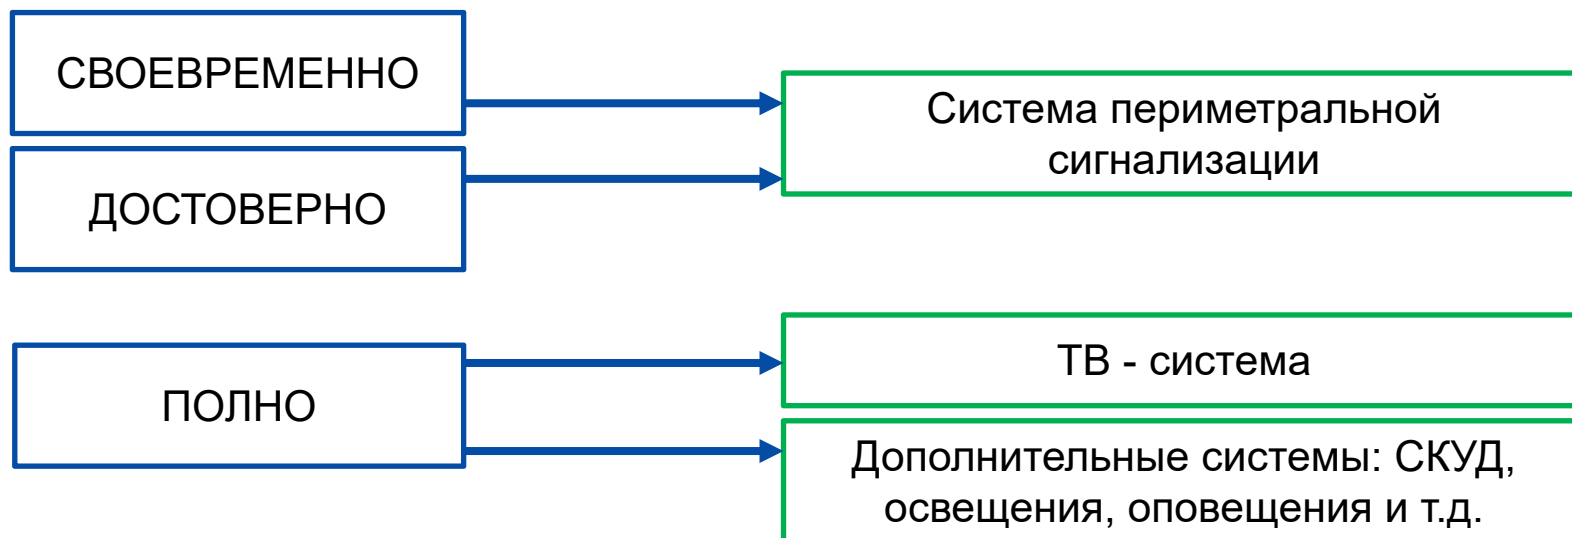 СВОЕВРЕМЕННО
ДОСТОВЕРНО
Система периметральной
сигнализации
ПОЛНО
ТВ - система
Дополнительные системы: СКУД,
освещения, оповещения и т.д.